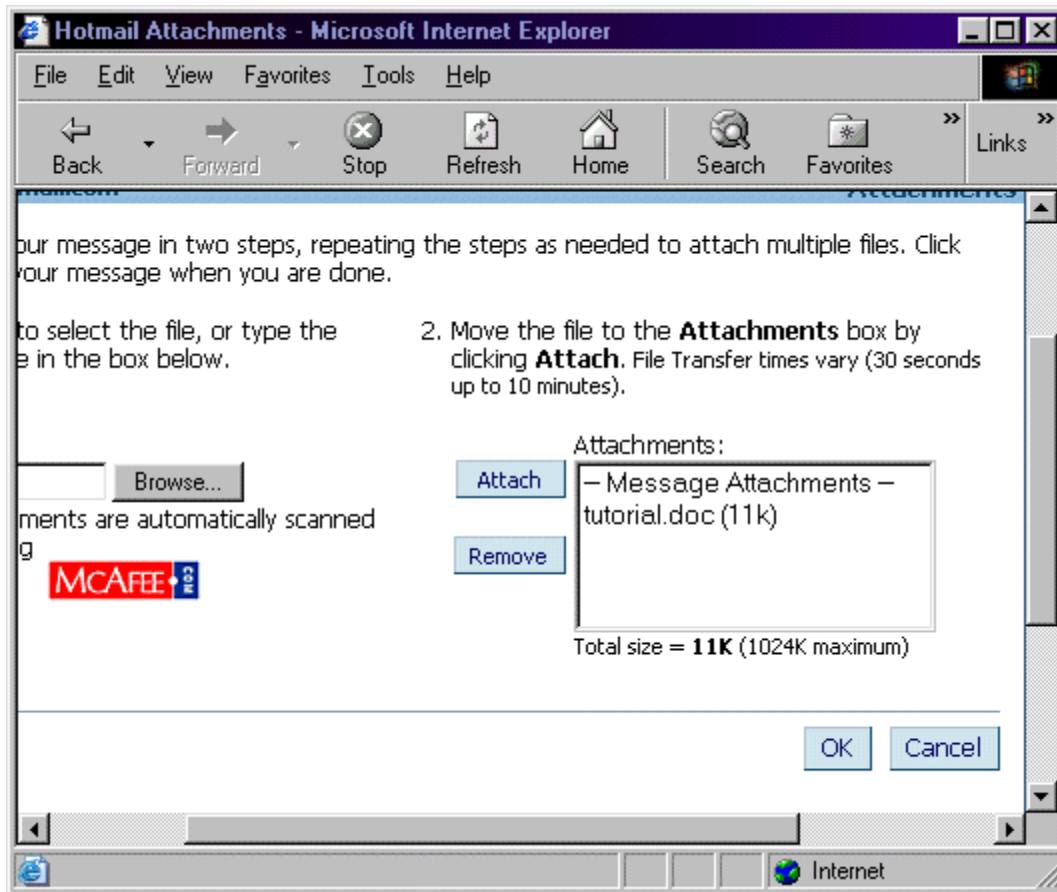 Hotmail Attachments - Microsoft Internet Explorer
File Edit View Favorites Tools Help
Back Forward Stop Refresh Home Search Favorites » Links »
Attachments
our message in two steps, repeating the steps as needed to attach multiple files. Click
your message when you are done.
to select the file, or type the
e in the box below.
2. Move the file to the Attachments box by
clicking Attach. File Transfer times vary (30 seconds
up to 10 minutes).
Browse...
ments are automatically scanned
g
McAFEE.COM
Attach
Remove
Attachments:
– Message Attachments –
tutorial.doc (11k)
Total size = 11K (1024K maximum)
OK Cancel
Internet